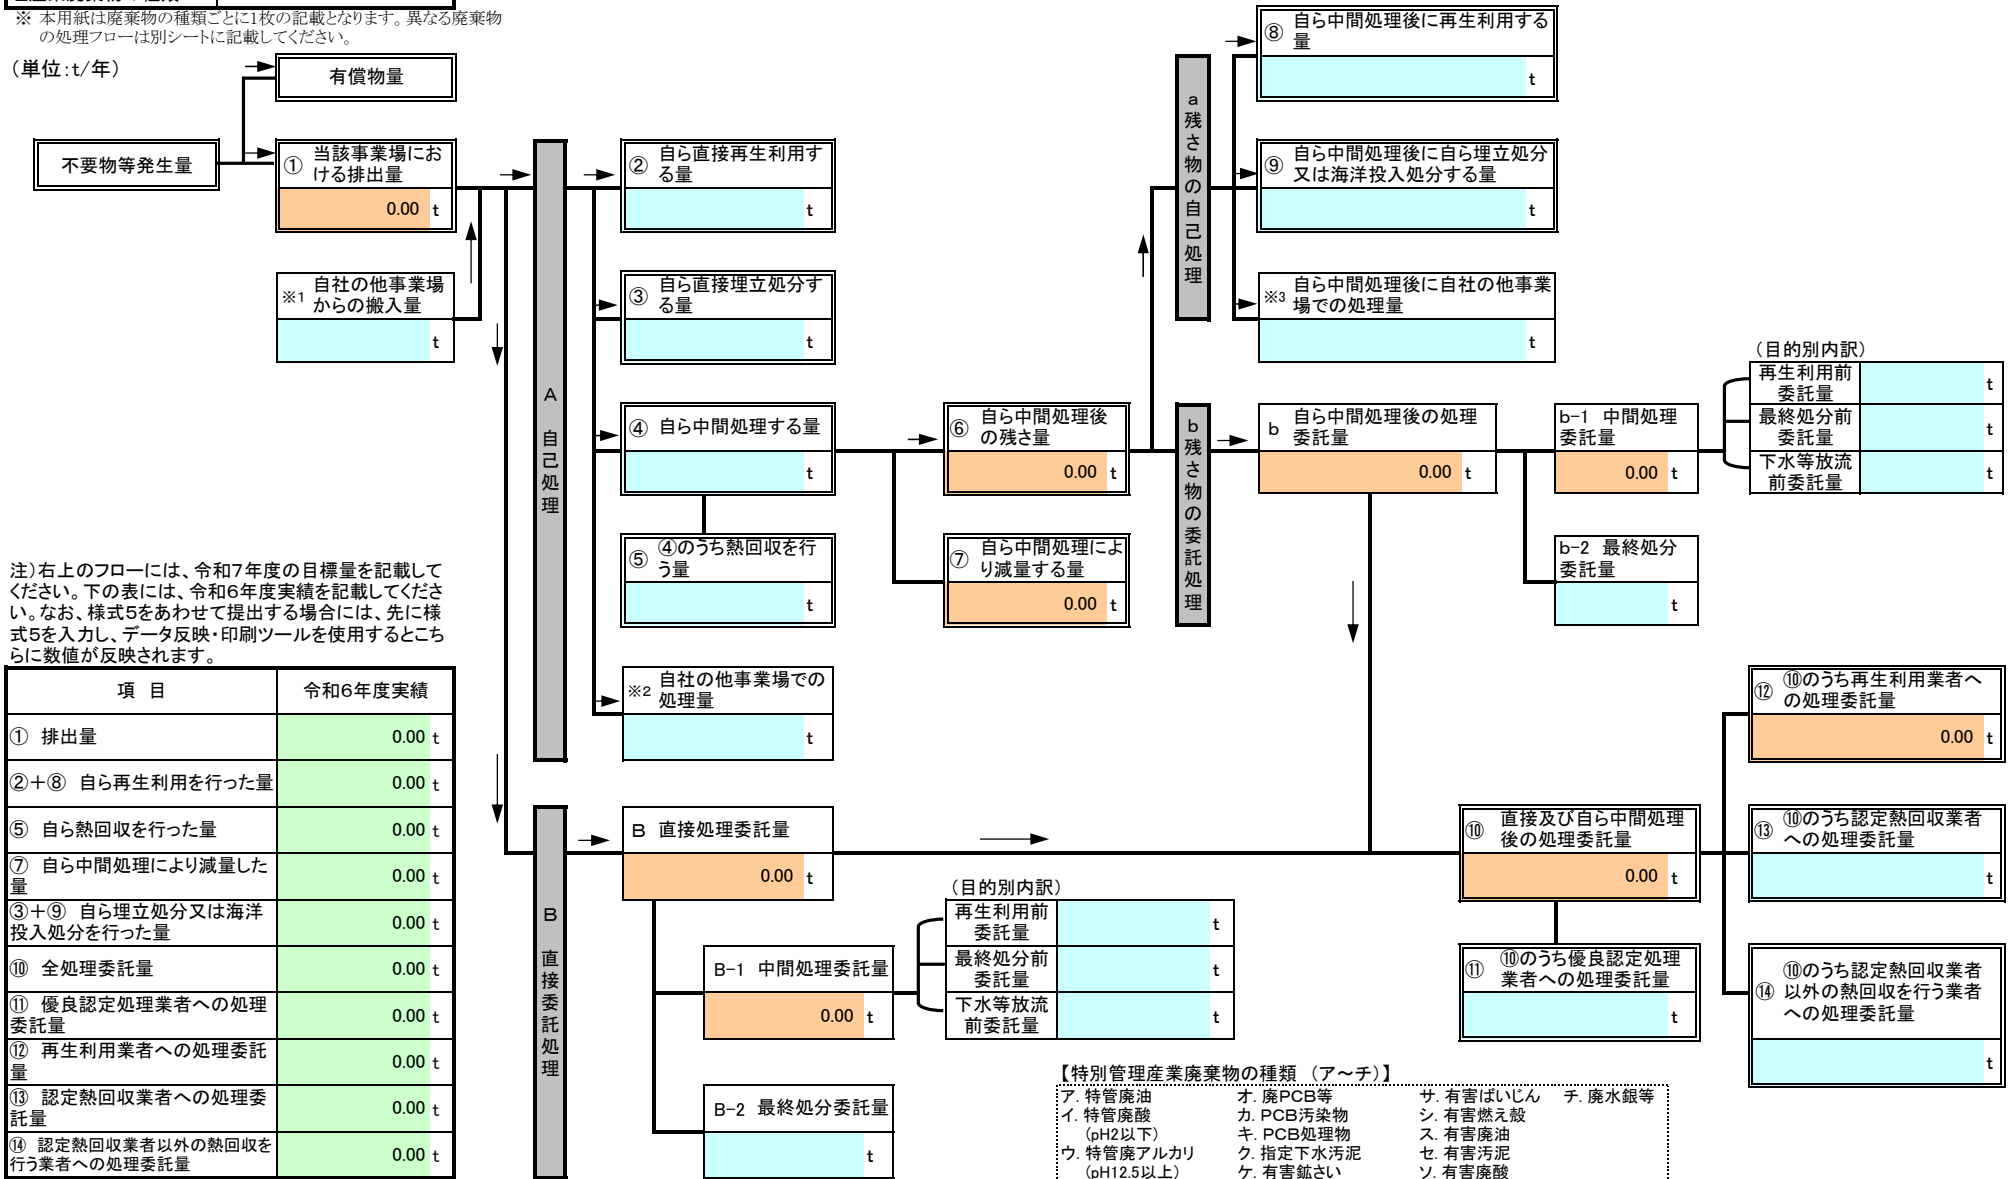 ※ 本用紙は廃棄物の種類ごとに1枚の記載となります。異なる廃棄物
の処理フローは別シートに記載してください。
（単位：t/年）
有償物量
不要物等発生量
① 当該事業場にお
ける排出量
0.00 t
※1 自社の他事業場
からの搬入量
t
A 自己処理
② 自ら直接再生利用す
る量
t
③ 自ら直接埋立処分す
る量
t
④ 自ら中間処理する量
t
⑤ ④のうち熱回収を行
う量
t
※2 自社の他事業場での
処理量
t
⑥ 自ら中間処理後
の残さ量
0.00 t
⑦ 自ら中間処理によ
り減量する量
0.00 t
a 残さ物の自己処理
⑧ 自ら中間処理後に再生利用する
量
t
⑨ 自ら中間処理後に自ら埋立処分
又は海洋投入処分する量
t
※3 自ら中間処理後に自社の他事業
場での処理量
t
b 残さ物の委託処理
b 自ら中間処理後の処理
委託量
0.00 t
b-1 中間処理
委託量
0.00 t
b-2 最終処分
委託量
t
（目的別内訳）
再生利用前
委託量
t
最終処分前
委託量
t
下水等放流
前委託量
t
注）右上のフローには、令和7年度の目標量を記載して
ください。下の表には、令和6年度実績を記載してくださ
い。なお、様式5をあわせて提出する場合には、先に様
式5を入力し、データ反映・印刷ツールを使用するとこち
らに数値が反映されます。
項 目 令和6年度実績
① 排出量 0.00 t
②＋⑧ 自ら再生利用を行った量 0.00 t
⑤ 自ら熱回収を行った量 0.00 t
⑦ 自ら中間処理により減量した
量 0.00 t
③＋⑨ 自ら埋立処分又は海洋
投入処分を行った量 0.00 t
⑩ 全処理委託量 0.00 t
⑪ 優良認定処理業者への処理
委託量 0.00 t
⑫ 再生利用業者への処理委託
量 0.00 t
⑬ 認定熱回収業者への処理委
託量 0.00 t
⑭ 認定熱回収業者以外の熱回収を
行う業者への処理委託量 0.00 t
B 直接委託処理
B 直接処理委託量
0.00 t
B-1 中間処理委託量
0.00 t
B-2 最終処分委託量
t
（目的別内訳）
再生利用前
委託量
t
最終処分前
委託量
t
下水等放流
前委託量
t
⑩ 直接及び自ら中間処理
後の処理委託量
0.00 t
⑪ ⑩のうち優良認定処理
業者への処理委託量
t
⑫ ⑩のうち再生利用業者へ
の処理委託量
0.00 t
⑬ ⑩のうち認定熱回収業者
への処理委託量
t
⑭ ⑩のうち認定熱回収業者
以外の熱回収を行う業者
への処理委託量
t
【特別管理産業廃棄物の種類 （ア～チ）】
ア. 特管廃油 オ. 廃PCB等 サ. 有害ばいじん チ. 廃水銀等
イ. 特管廃酸 カ. PCB汚染物 シ. 有害燃え殻
（pH2以下） キ. PCB処理物 ス. 有害廃油
ウ. 特管廃アルカリ ク. 指定下水汚泥 セ. 有害汚泥
（pH12.5以上） ケ. 有害鉱さい ソ. 有害廃酸